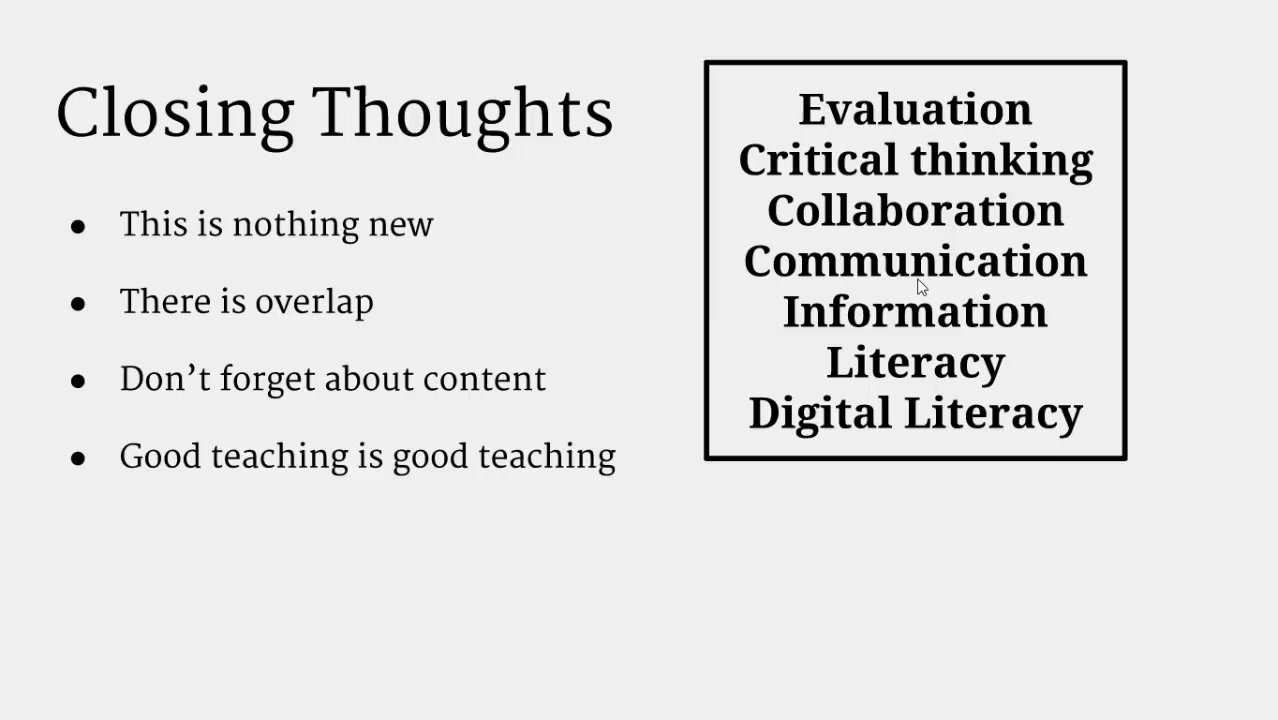 Closing Thoughts
● This is nothing new
● There is overlap
● Don’t forget about content
● Good teaching is good teaching
Evaluation
Critical thinking
Collaboration
Communication
Information
Literacy
Digital Literacy